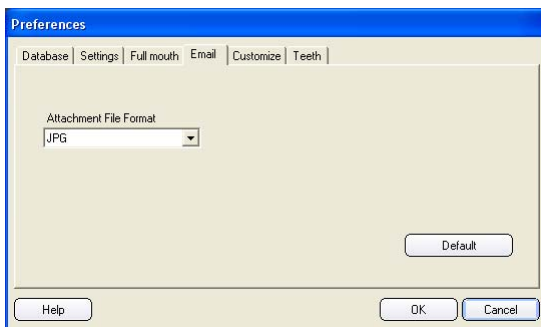 Preferences
Database Settings Full mouth Email Customize Teeth
Attachment File Format
JPG
Default
Help OK Cancel